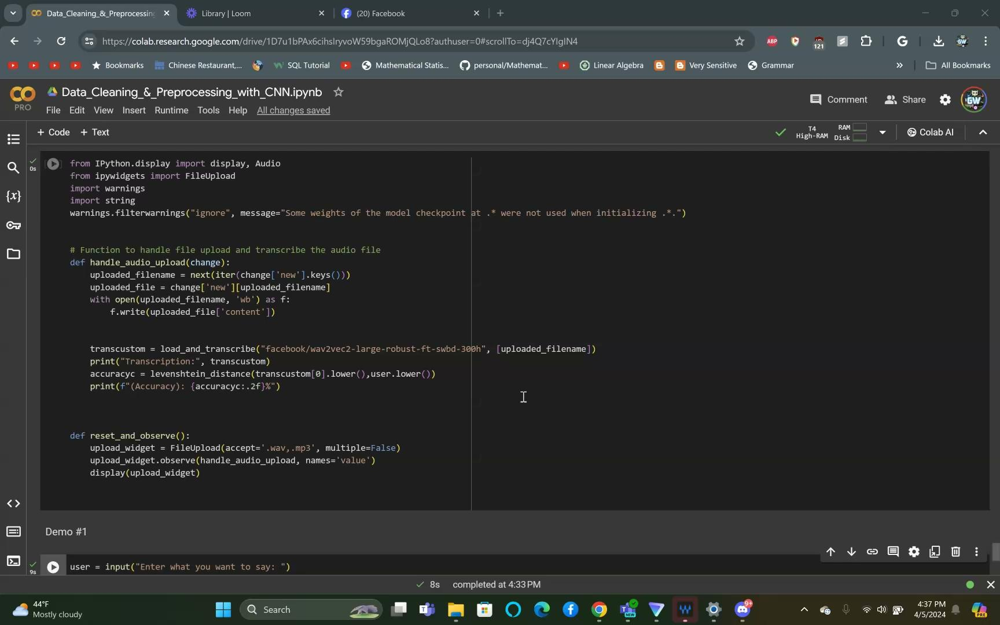 Data_Cleaning_&_Preprocessing
Library | Loom
(20) Facebook
https://colab.research.google.com/drive/1D7u1bPAx6cihsIryvoW59bgaROMjQLo8?authuser=0#scrollTo=dj4Q7cYIgIN4
ABP
121
Bookmarks
Chinese Restaurant,...
SQL Tutorial
Mathematical Statis...
personal/Mathemat...
Linear Algebra
Very Sensitive
Grammar
»
All Bookmarks
CO
PRO
Data_Cleaning_&_Preprocessing_with_CNN.ipynb
File Edit View Insert Runtime Tools Help All changes saved
Comment
Share
GW
+ Code + Text
T4
High-RAM
RAM
Disk
Colab AI
0s
from IPython.display import display, Audio
from ipywidgets import FileUpload
import warnings
import string
warnings.filterwarnings("ignore", message="Some weights of the model checkpoint at .* were not used when initializing .*.")
# Function to handle file upload and transcribe the audio file
def handle_audio_upload(change):
    uploaded_filename = next(iter(change['new'].keys()))
    uploaded_file = change['new'][uploaded_filename]
    with open(uploaded_filename, 'wb') as f:
        f.write(uploaded_file['content'])
    transcustom = load_and_transcribe("facebook/wav2vec2-large-robust-ft-swbd-300h", [uploaded_filename])
    print("Transcription:", transcustom)
    accuracyc = levenshtein_distance(transcustom[0].lower(),user.lower())
    print(f"(Accuracy): {accuracyc:.2f}%")
def reset_and_observe():
    upload_widget = FileUpload(accept='.wav,.mp3', multiple=False)
    upload_widget.observe(handle_audio_upload, names='value')
    display(upload_widget)
Demo #1
9s
user = input("Enter what you want to say: ")
8s completed at 4:33 PM
44°F
Mostly cloudy
Search
NEW
9+
4:37 PM
4/5/2024
PRE